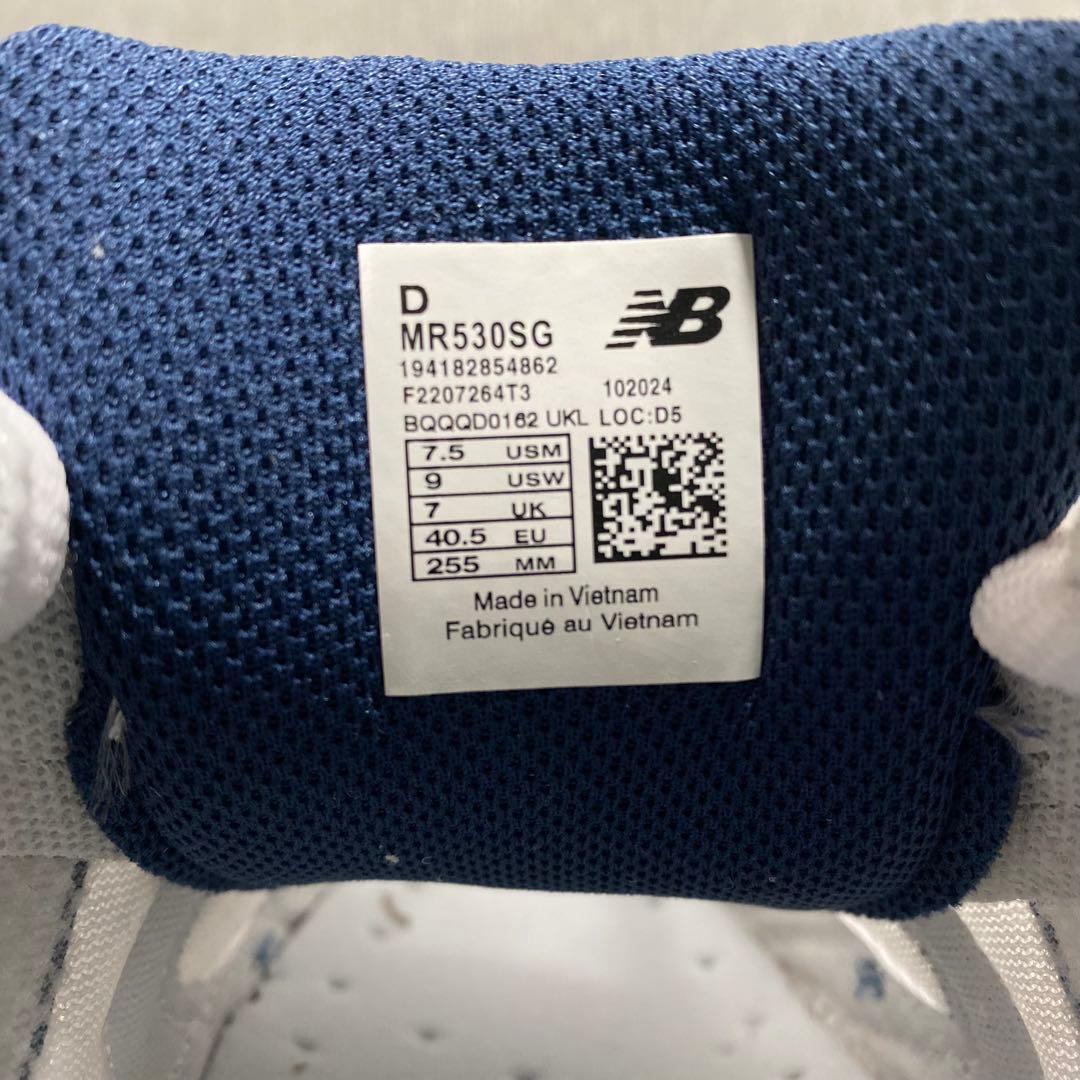 D
MR530SG
NB
194182854862
F2207264T3 102024
BQQQD0162 UKL LOC:D5
7.5 USM
9 USW
7 UK
40.5 EU
255 MM
Made in Vietnam
Fabriqué au Vietnam